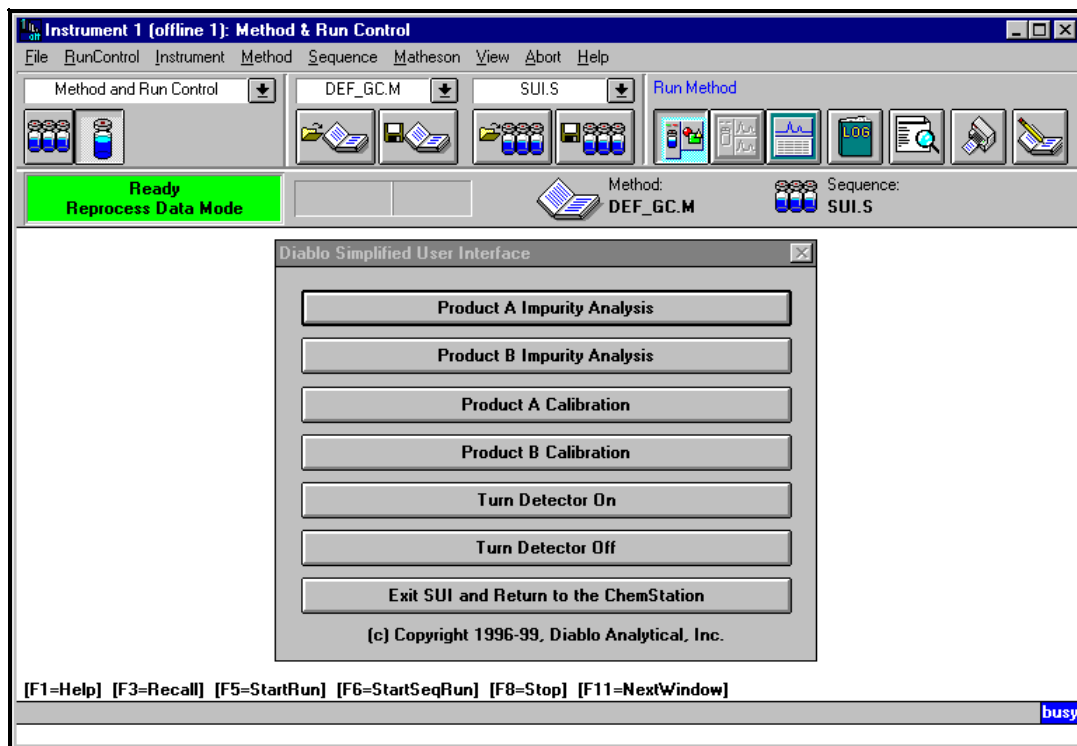 Instrument 1 (offline 1): Method & Run Control
File RunControl Instrument Method Sequence Matheson View Abort Help
Method and Run Control DEF_GC.M SUI.S Run Method
LOG
Ready
Reprocess Data Mode
Method:
DEF_GC.M
Sequence:
SUI.S
Diablo Simplified User Interface
Product A Impurity Analysis
Product B Impurity Analysis
Product A Calibration
Product B Calibration
Turn Detector On
Turn Detector Off
Exit SUI and Return to the ChemStation
(c) Copyright 1996-99, Diablo Analytical, Inc.
[F1=Help] [F3=Recall] [F5=StartRun] [F6=StartSeqRun] [F8=Stop] [F11=NextWindow]
busy